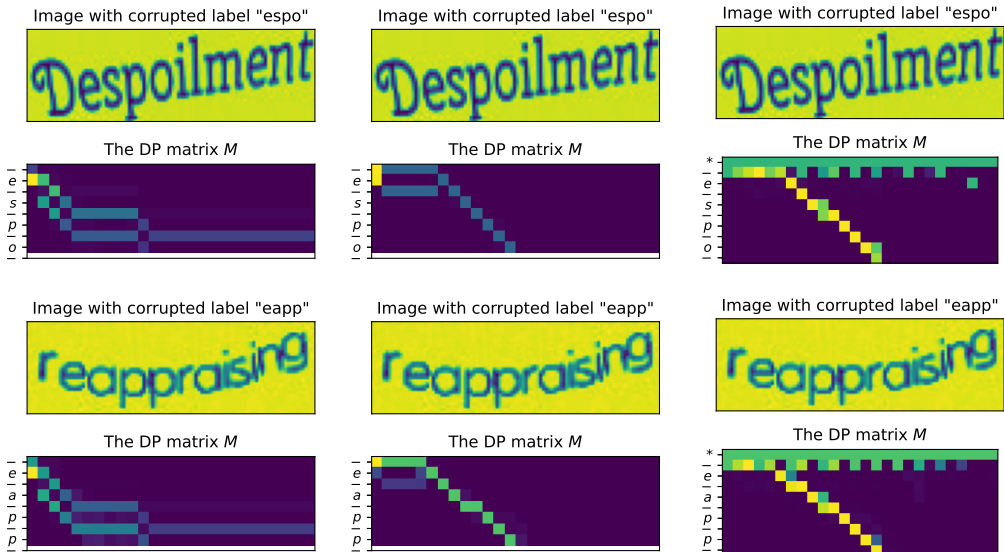 Image with corrupted label "espo" Image with corrupted label "espo" Image with corrupted label "espo"
Despoilment Despoilment Despoilment
The DP matrix M The DP matrix M The DP matrix M
— — *
e e —
— — e
s s —
— — s
p p —
— — p
o o —
— — o
—
Image with corrupted label "eapp" Image with corrupted label "eapp" Image with corrupted label "eapp"
reappraising reappraising reappraising
The DP matrix M The DP matrix M The DP matrix M
— — *
e e —
— — e
a a —
— — a
p p —
— — p
p p —
— — p
—